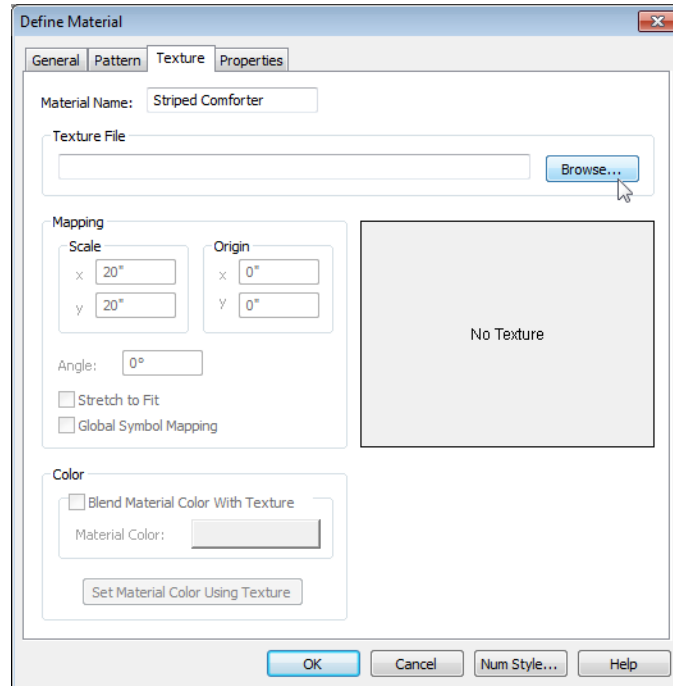 Define Material
General Pattern Texture Properties
Material Name: Striped Comforter
Texture File
Browse...
Mapping
Scale
x 20"
y 20"
Origin
x 0"
y 0"
Angle: 0°
Stretch to Fit
Global Symbol Mapping
No Texture
Color
Blend Material Color With Texture
Material Color:
Set Material Color Using Texture
OK Cancel Num Style... Help